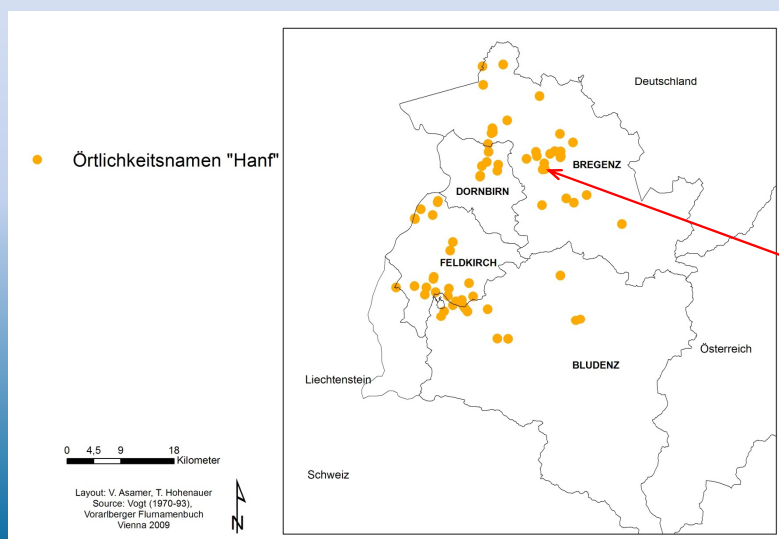 Deutschland
Örtlichkeitsnamen "Hanf"
BREGENZ
DORNBIRN
FELDKIRCH
Österreich
BLUDENZ
Liechtenstein
0 4,5 9 18
Kilometer
Schweiz
Layout: V. Asamer, T. Hohenauer
Source: Vogt (1970-93),
Vorarlberger Flurnamenbuch
Vienna 2009
N